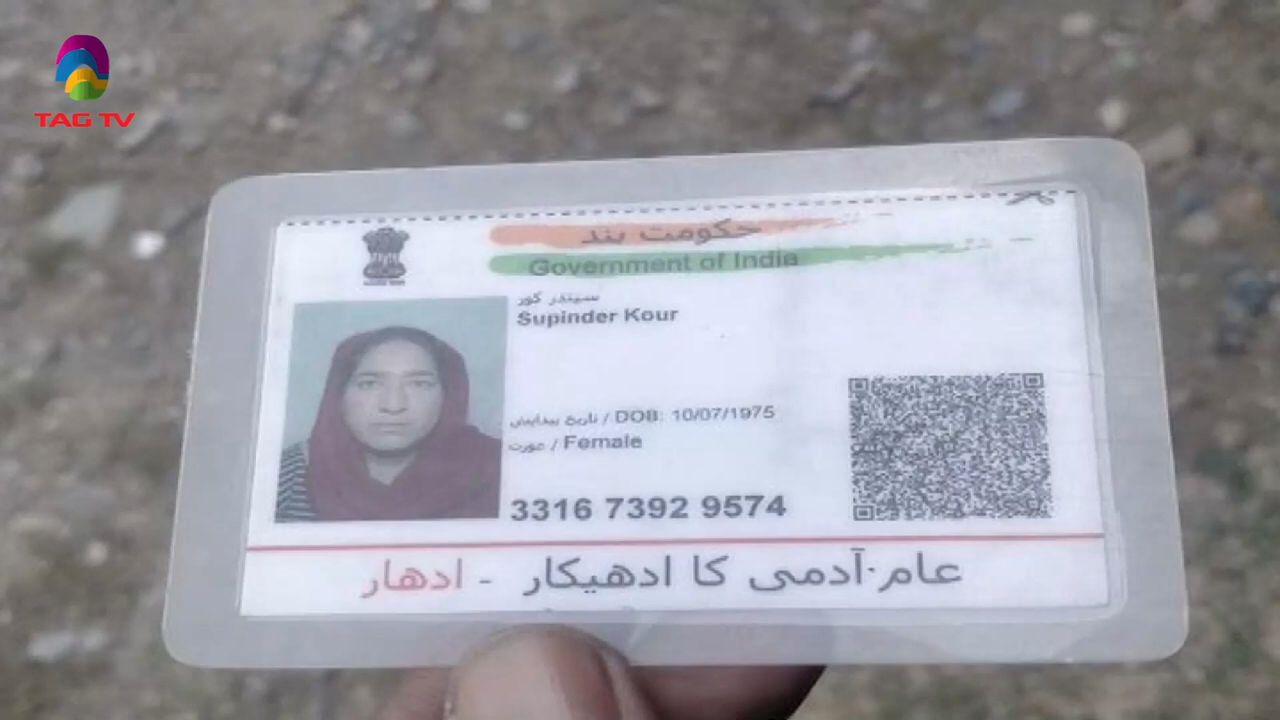 TAG TV
حکومت ہند
Government of India
سپندر کور
Supinder Kour
تاریخ پیدایش / DOB: 10/07/1975
عورت / Female
3316 7392 9574
عام آدمی کا ادھیکار - ادھار